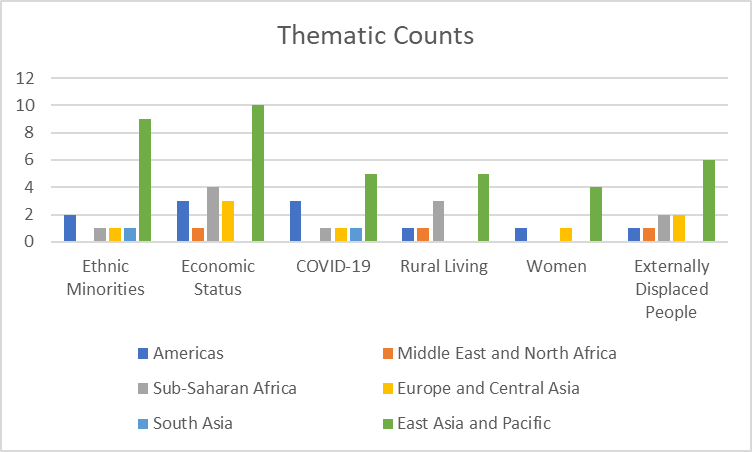 Thematic Counts
12
10
8
6
4
2
0
Ethnic
Minorities
Economic
Status
COVID-19
Rural Living
Women
Externally
Displaced
People
Americas
Middle East and North Africa
Sub-Saharan Africa
Europe and Central Asia
South Asia
East Asia and Pacific